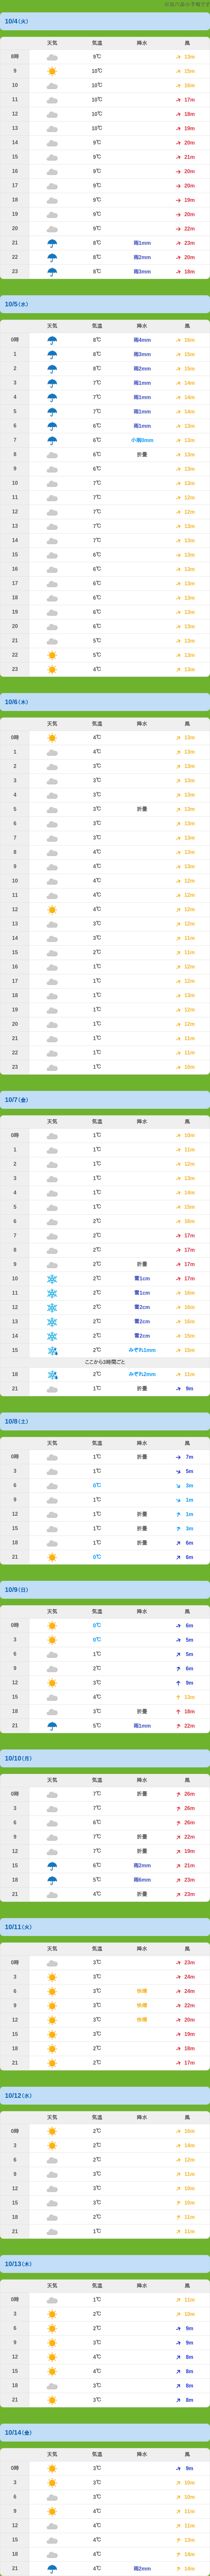 10/4(火)
天気 気温 降水 風
8時 9℃ 13m
9 10℃ 15m
10 10℃ 16m
11 10℃ 17m
12 10℃ 18m
13 10℃ 19m
14 9℃ 20m
15 9℃ 21m
16 9℃ 20m
17 9℃ 20m
18 9℃ 19m
19 9℃ 20m
20 9℃ 22m
21 8℃ 雨1mm 23m
22 8℃ 雨2mm 20m
23 8℃ 雨3mm 18m
10/5(水)
天気 気温 降水 風
0時 8℃ 雨4mm 16m
1 8℃ 雨3mm 15m
2 8℃ 雨2mm 15m
3 7℃ 雨1mm 14m
4 7℃ 雨1mm 14m
5 7℃ 雨1mm 14m
6 6℃ 雨1mm 13m
7 6℃ 小雨0mm 13m
8 6℃ 折畳 13m
9 6℃ 13m
10 7℃ 13m
11 7℃ 12m
12 7℃ 12m
13 7℃ 13m
14 7℃ 13m
15 6℃ 13m
16 6℃ 13m
17 6℃ 13m
18 6℃ 13m
19 6℃ 13m
20 6℃ 13m
21 5℃ 13m
22 5℃ 13m
23 4℃ 13m
10/6(木)
天気 気温 降水 風
0時 4℃ 13m
1 4℃ 13m
2 3℃ 13m
3 3℃ 13m
4 3℃ 13m
5 3℃ 折畳 13m
6 3℃ 13m
7 3℃ 13m
8 4℃ 13m
9 4℃ 13m
10 4℃ 12m
11 4℃ 12m
12 4℃ 12m
13 3℃ 12m
14 3℃ 11m
15 2℃ 11m
16 1℃ 12m
17 1℃ 12m
18 1℃ 13m
19 1℃ 12m
20 1℃ 12m
21 1℃ 11m
22 1℃ 11m
23 1℃ 10m
10/7(金)
天気 気温 降水 風
0時 1℃ 10m
1 1℃ 11m
2 1℃ 12m
3 1℃ 13m
4 1℃ 14m
5 1℃ 15m
6 2℃ 16m
7 2℃ 17m
8 2℃ 17m
9 2℃ 折畳 17m
10 2℃ 雪1cm 17m
11 2℃ 雪1cm 16m
12 2℃ 雪2cm 16m
13 2℃ 雪2cm 16m
14 2℃ 雪2cm 15m
15 2℃ みぞれ1mm 15m
ここから3時間ごと
18 2℃ みぞれ2mm 11m
21 1℃ 折畳 9m
10/8(土)
天気 気温 降水 風
0時 1℃ 折畳 7m
3 1℃ 5m
6 0℃ 3m
9 1℃ 1m
12 1℃ 折畳 1m
15 1℃ 折畳 3m
18 1℃ 折畳 6m
21 0℃ 6m
10/9(日)
天気 気温 降水 風
0時 0℃ 6m
3 0℃ 5m
6 1℃ 5m
9 2℃ 6m
12 3℃ 9m
15 4℃ 13m
18 3℃ 折畳 18m
21 5℃ 雨1mm 22m
10/10(月)
天気 気温 降水 風
0時 7℃ 折畳 26m
3 7℃ 26m
6 6℃ 23m
9 7℃ 折畳 22m
12 7℃ 折畳 19m
15 6℃ 雨2mm 21m
18 5℃ 雨6mm 23m
21 4℃ 折畳 23m
10/11(火)
天気 気温 降水 風
0時 3℃ 23m
3 3℃ 24m
6 3℃ 快晴 24m
9 3℃ 快晴 22m
12 3℃ 快晴 20m
15 3℃ 19m
18 2℃ 18m
21 2℃ 17m
10/12(水)
天気 気温 降水 風
0時 2℃ 16m
3 2℃ 14m
6 2℃ 12m
9 3℃ 11m
12 3℃ 10m
15 3℃ 10m
18 2℃ 11m
21 1℃ 11m
10/13(木)
天気 気温 降水 風
0時 1℃ 11m
3 2℃ 10m
6 2℃ 9m
9 3℃ 9m
12 4℃ 8m
15 4℃ 8m
18 3℃ 8m
21 3℃ 8m
10/14(金)
天気 気温 降水 風
0時 3℃ 9m
3 3℃ 10m
6 3℃ 10m
9 4℃ 11m
12 4℃ 11m
15 4℃ 13m
18 4℃ 14m
21 4℃ 雨2mm 14m